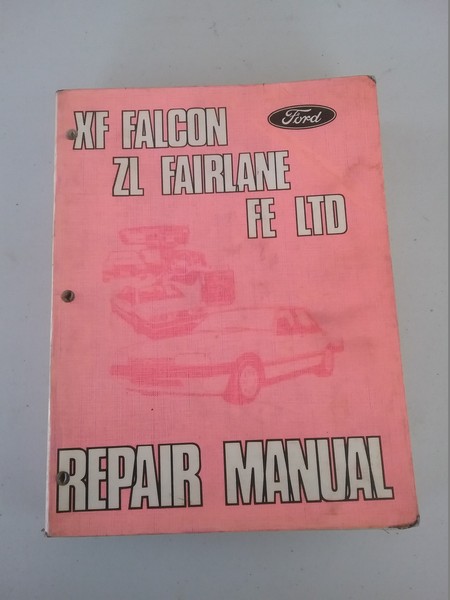 XF FALCON
Ford
ZL FAIRLANE
FE LTD
REPAIR MANUAL